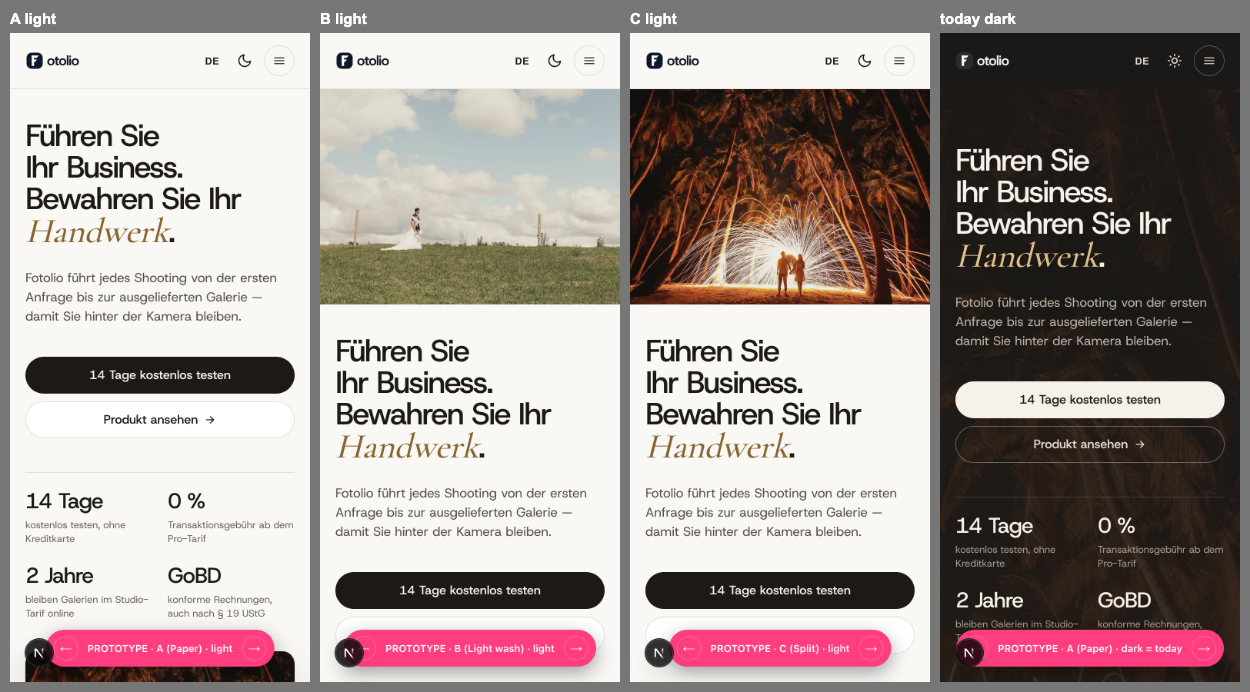 A light
F otolio
DE
Führen Sie
Ihr Business.
Bewahren Sie Ihr
Handwerk.
Fotolio führt jedes Shooting von der ersten
Anfrage bis zur ausgelieferten Galerie —
damit Sie hinter der Kamera bleiben.
14 Tage kostenlos testen
Produkt ansehen →
14 Tage
kostenlos testen, ohne
Kreditkarte
0 %
Transaktionsgebühr ab dem
Pro-Tarif
2 Jahre
bleiben Galerien im Studio-
Tarif online
GoBD
konforme Rechnungen,
auch nach § 19 UStG
N
← PROTOTYPE · A (Paper) · light →
B light
F otolio
DE
Führen Sie
Ihr Business.
Bewahren Sie Ihr
Handwerk.
Fotolio führt jedes Shooting von der ersten
Anfrage bis zur ausgelieferten Galerie —
damit Sie hinter der Kamera bleiben.
14 Tage kostenlos testen
N
← PROTOTYPE · B (Light wash) · light →
C light
F otolio
DE
Führen Sie
Ihr Business.
Bewahren Sie Ihr
Handwerk.
Fotolio führt jedes Shooting von der ersten
Anfrage bis zur ausgelieferten Galerie —
damit Sie hinter der Kamera bleiben.
14 Tage kostenlos testen
N
← PROTOTYPE · C (Split) · light →
today dark
F otolio
DE
Führen Sie
Ihr Business.
Bewahren Sie Ihr
Handwerk.
Fotolio führt jedes Shooting von der ersten
Anfrage bis zur ausgelieferten Galerie —
damit Sie hinter der Kamera bleiben.
14 Tage kostenlos testen
Produkt ansehen →
14 Tage
kostenlos testen, ohne
Kreditkarte
0 %
Transaktionsgebühr ab dem
Pro-Tarif
2 Jahre
bleiben Galerien im Studio-
GoBD
konforme Rechnungen,
N
PROTOTYPE · A (Paper) · dark = today →